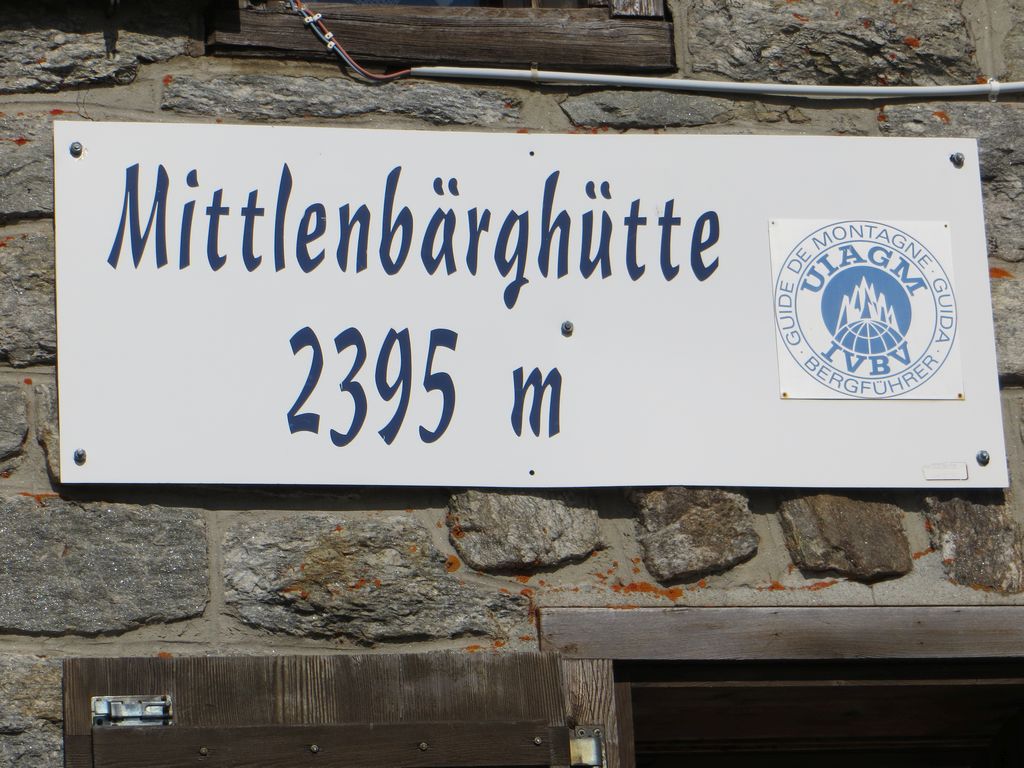 Mittlenbärghütte
2395 m
GUIDE DE MONTAGNE · GUIDA · BERGFÜHRER ·
UIAGM
IVBV